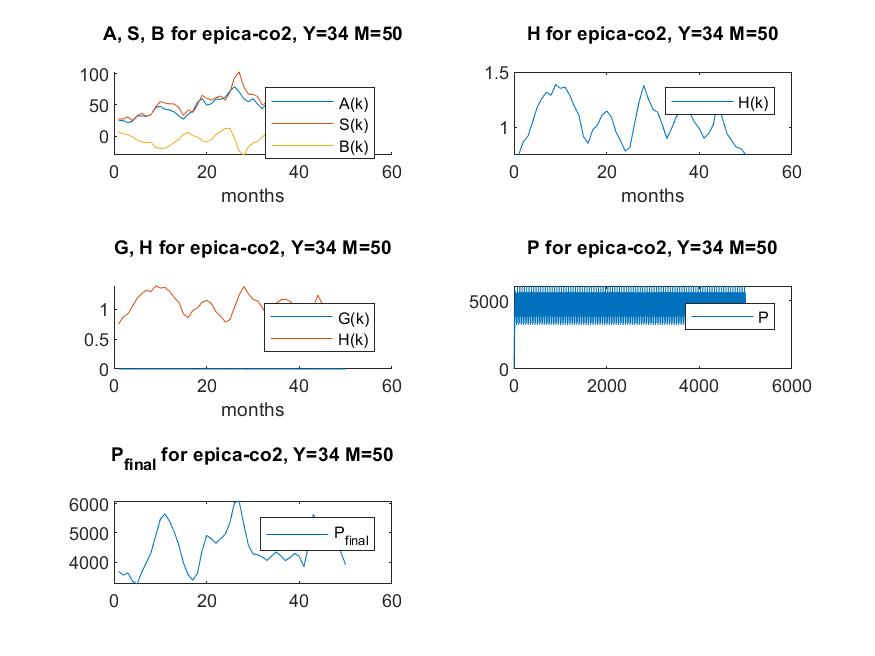 A, S, B for epica-co2, Y=34 M=50
100
50
0
A(k)
S(k)
B(k)
0 20 40 60
months
H for epica-co2, Y=34 M=50
1.5
1
H(k)
0 20 40 60
months
G, H for epica-co2, Y=34 M=50
1
0.5
0
G(k)
H(k)
0 20 40 60
months
P for epica-co2, Y=34 M=50
5000
0
P
0 2000 4000 6000
P_final for epica-co2, Y=34 M=50
6000
5000
4000
P_final
0 20 40 60